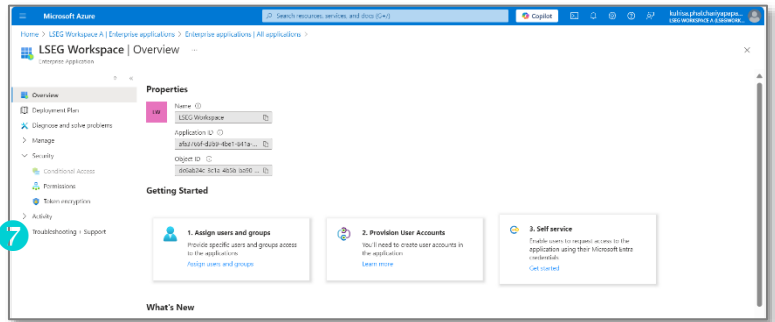 Microsoft Azure
Search resources, services, and docs (G+/)
Copilot
Home > LSEG Workspace A | Enterprise applications > Enterprise applications | All applications >
LSEG Workspace | Overview
Enterprise Application
Overview
Deployment Plan
Diagnose and solve problems
Manage
Security
Conditional Access
Permissions
Token encryption
Activity
Troubleshooting + Support
7
Properties
LW
Name
LSEG Workspace
Application ID
Object ID
Getting Started
1. Assign users and groups
Provide specific users and groups access
to the applications
Assign users and groups
2. Provision User Accounts
You'll need to create user accounts in
the application
Learn more
3. Self service
Enable users to request access to the
application using their Microsoft Entra
credentials
Get started
What's New